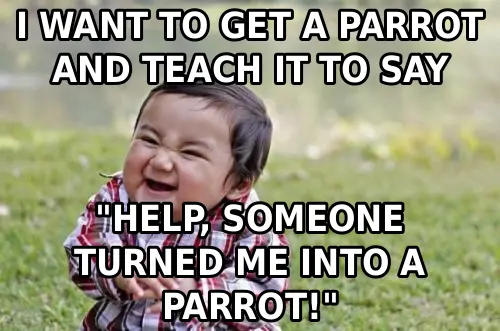 I WANT TO GET A PARROT
AND TEACH IT TO SAY
"HELP, SOMEONE
TURNED ME INTO A
PARROT!"